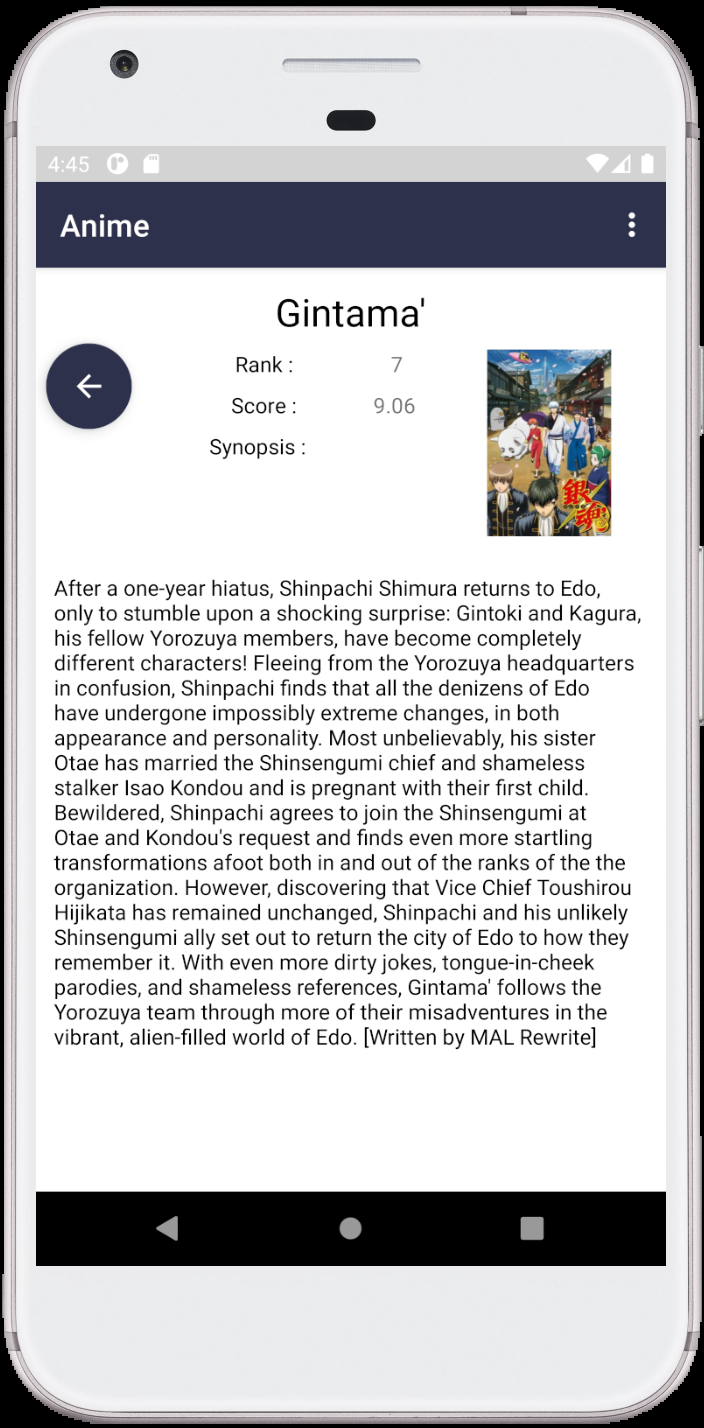 4:45
Anime
Gintama'
Rank :
7
Score :
9.06
Synopsis :
銀魂'
After a one-year hiatus, Shinpachi Shimura returns to Edo,
only to stumble upon a shocking surprise: Gintoki and Kagura,
his fellow Yorozuya members, have become completely
different characters! Fleeing from the Yorozuya headquarters
in confusion, Shinpachi finds that all the denizens of Edo
have undergone impossibly extreme changes, in both
appearance and personality. Most unbelievably, his sister
Otae has married the Shinsengumi chief and shameless
stalker Isao Kondou and is pregnant with their first child.
Bewildered, Shinpachi agrees to join the Shinsengumi at
Otae and Kondou's request and finds even more startling
transformations afoot both in and out of the ranks of the the
organization. However, discovering that Vice Chief Toushirou
Hijikata has remained unchanged, Shinpachi and his unlikely
Shinsengumi ally set out to return the city of Edo to how they
remember it. With even more dirty jokes, tongue-in-cheek
parodies, and shameless references, Gintama' follows the
Yorozuya team through more of their misadventures in the
vibrant, alien-filled world of Edo. [Written by MAL Rewrite]